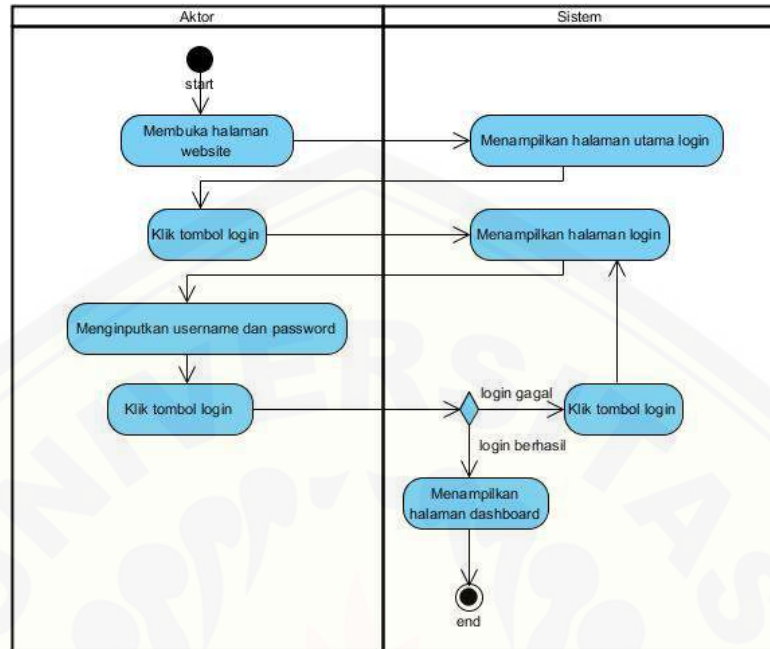 Aktor
Sistem
start
Membuka halaman
website
Menampilkan halaman utama login
Klik tombol login
Menampilkan halaman login
Menginputkan username dan password
Klik tombol login
login gagal
Klik tombol login
login berhasil
Menampilkan
halaman dashboard
end
UNIVERSITAS